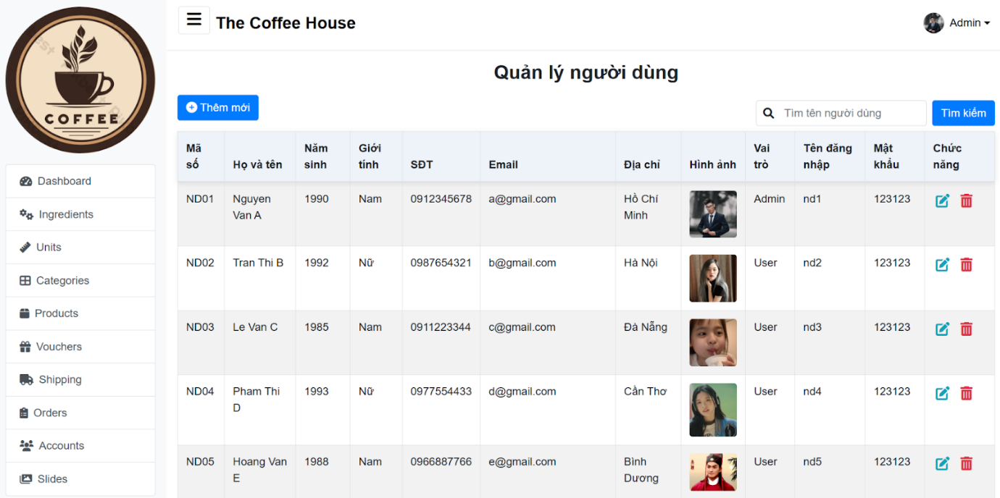 COFFEE
The Coffee House
Admin
Dashboard
Ingredients
Units
Categories
Products
Vouchers
Shipping
Orders
Accounts
Slides
Quản lý người dùng
Thêm mới
Tìm tên người dùng
Tìm kiếm
Mã số Họ và tên Năm sinh Giới tính SĐT Email Địa chỉ Hình ảnh Vai trò Tên đăng nhập Mật khẩu Chức năng
ND01 Nguyen Van A 1990 Nam 0912345678 a@gmail.com Hồ Chí Minh Admin nd1 123123
ND02 Tran Thi B 1992 Nữ 0987654321 b@gmail.com Hà Nội User nd2 123123
ND03 Le Van C 1985 Nam 0911223344 c@gmail.com Đà Nẵng User nd3 123123
ND04 Pham Thi D 1993 Nữ 0977554433 d@gmail.com Cần Thơ User nd4 123123
ND05 Hoang Van E 1988 Nam 0966887766 e@gmail.com Bình Dương User nd5 123123